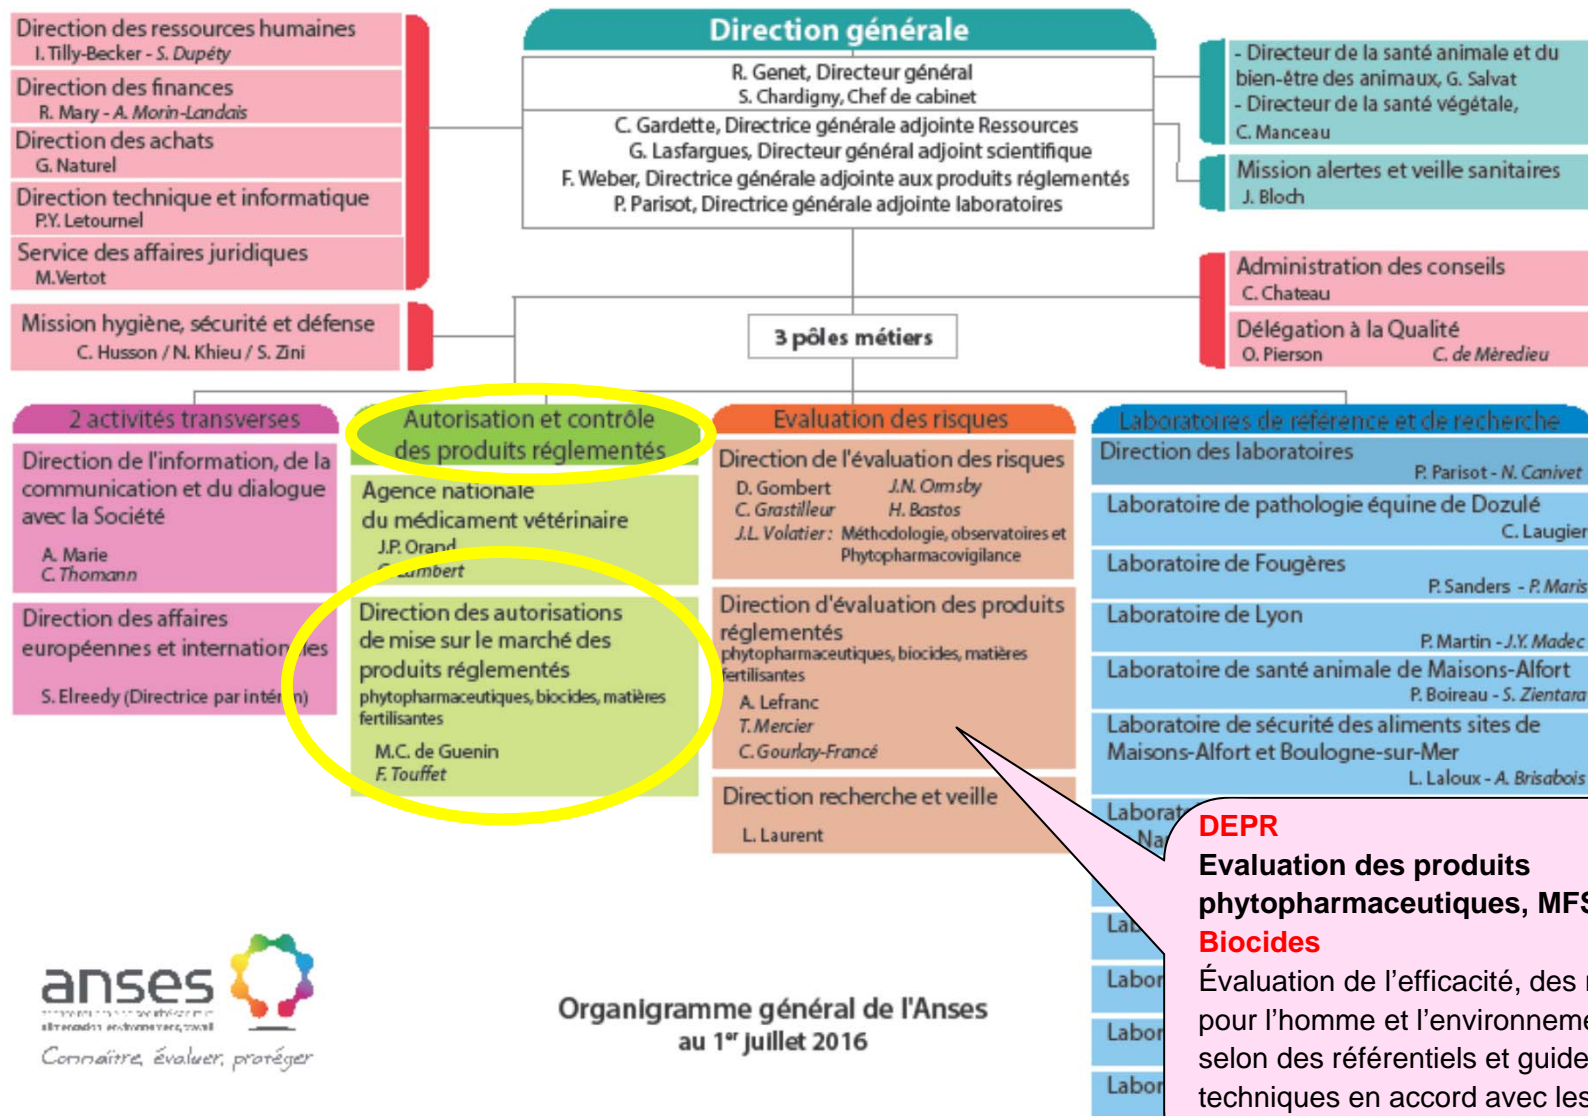 Direction des ressources humaines
I. Tilly-Becker - S. Dupéty
Direction des finances
R. Mary - A. Morin-Landais
Direction des achats
G. Naturel
Direction technique et informatique
P.Y. Letournel
Service des affaires juridiques
M.Vertot
Mission hygiène, sécurité et défense
C. Husson / N. Khieu / S. Zini
Direction générale
R. Genet, Directeur général
S. Chardigny, Chef de cabinet
C. Gardette, Directrice générale adjointe Ressources
G. Lasfargues, Directeur général adjoint scientifique
F. Weber, Directrice générale adjointe aux produits réglementés
P. Parisot, Directrice générale adjointe laboratoires
- Directeur de la santé animale et du
bien-être des animaux, G. Salvat
- Directeur de la santé végétale,
C. Manceau
Mission alertes et veille sanitaires
J. Bloch
Administration des conseils
C. Chateau
Délégation à la Qualité
O. Pierson C. de Mèredieu
3 pôles métiers
2 activités transverses
Direction de l'information, de la
communication et du dialogue
avec la Société
A. Marie
C. Thomann
Direction des affaires
européennes et internationales
S. Elreedy (Directrice par intérim)
Autorisation et contrôle
des produits réglementés
Agence nationale
du médicament vétérinaire
J.P. Orand
Lambert
Direction des autorisations
de mise sur le marché des
produits réglementés
phytopharmaceutiques, biocides, matières
fertilisantes
M.C. de Guenin
F. Touffet
Evaluation des risques
Direction de l'évaluation des risques
D. Gombert J.N. Ormsby
C. Grastilleur H. Bastos
J.L. Volatier : Méthodologie, observatoires et
Phytopharmacovigilance
Direction d'évaluation des produits
réglementés
phytopharmaceutiques, biocides, matières
fertilisantes
A. Lefranc
T. Mercier
C. Gourlay-Francé
Direction recherche et veille
L. Laurent
Laboratoires de référence et de recherche
Direction des laboratoires
P. Parisot - N. Canivet
Laboratoire de pathologie équine de Dozulé
C. Laugier
Laboratoire de Fougères
P. Sanders - P. Maris
Laboratoire de Lyon
P. Martin - J.Y. Madec
Laboratoire de santé animale de Maisons-Alfort
P. Boireau - S. Zientara
Laboratoire de sécurité des aliments sites de
Maisons-Alfort et Boulogne-sur-Mer
L. Laloux - A. Brisabois
DEPR
Evaluation des produits
phytopharmaceutiques, MFS
Biocides
Évaluation de l'efficacité, des
pour l'homme et l'environneme
selon des référentiels et guide
techniques en accord avec les
anses
alimentation, environnement, travail
Connaître, évaluer, protéger
Organigramme général de l'Anses
au 1er juillet 2016